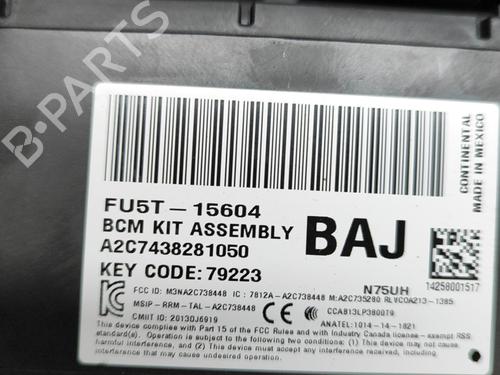 B-PARTS
CONTINENTAL
MADE IN MEXICO
FU5T-15604
BCM KIT ASSEMBLY
A2C7438281050
BAJ
KEY CODE: 79223
N75UH
14258001517
FCC ID: M3NA2C738448 IC : 7812A-A2C738448 M:A2C735280 RLVCOA213-1385
MSIP-RRM-TAL-A2C738448
CCAB13LP380079
CMIIT ID: 2013DJ6919
ANATEL:1014-14-1821
This device complies with Part 15 of the FCC Rules and with Industry Canada license - exempt RSS
standard(s). Operation is subject to the following two conditions: (1) This device may not
cause harmful interference, and (2) this device must accept any interference
that may cause undesired operation.